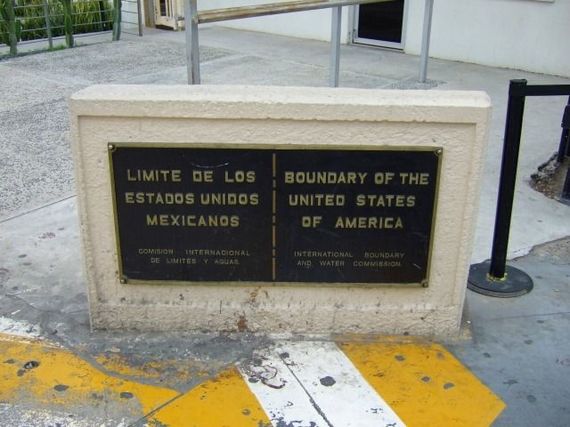 LIMITE DE LOS
ESTADOS UNIDOS
MEXICANOS
COMISION INTERNACIONAL
DE LIMITES Y AGUAS.
BOUNDARY OF THE
UNITED STATES
OF AMERICA
INTERNATIONAL BOUNDARY
AND WATER COMMISSION.